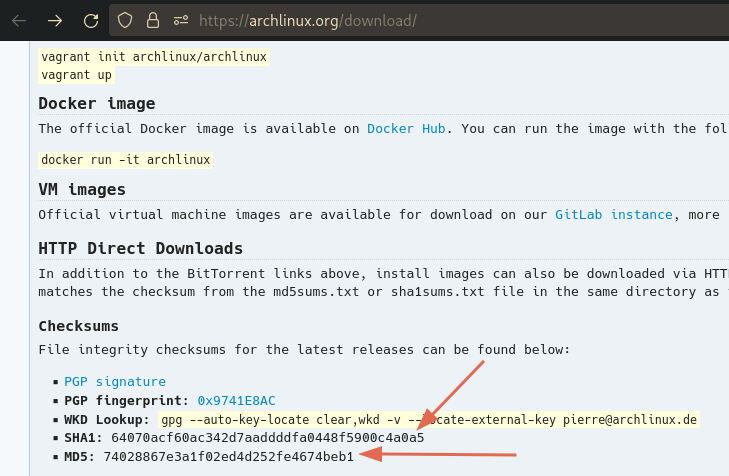 https://archlinux.org/download/
vagrant init archlinux/archlinux
vagrant up
Docker image
The official Docker image is available on Docker Hub. You can run the image with the fol
docker run -it archlinux
VM images
Official virtual machine images are available for download on our GitLab instance, more
HTTP Direct Downloads
In addition to the BitTorrent links above, install images can also be downloaded via HTT
matches the checksum from the md5sums.txt or sha1sums.txt file in the same directory as
Checksums
File integrity checksums for the latest releases can be found below:
PGP signature
PGP fingerprint: 0x9741E8AC
WKD Lookup: gpg --auto-key-locate clear,wkd -v --locate-external-key pierre@archlinux.de
SHA1: 64070acf60ac342d7aaddddfa0448f5900c4a0a5
MD5: 74028867e3a1f02ed4d252fe4674beb1